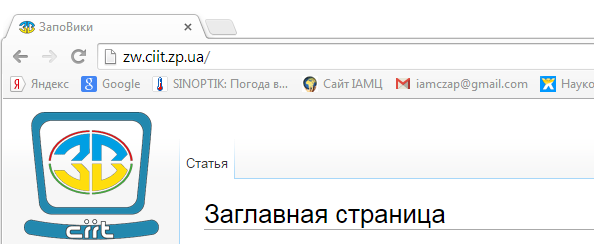 ЗапоВики
zw.ciit.zp.ua/
Яндекс Google SINOPTIK: Погода в... Сайт ІАМЦ iamczap@gmail.com Науко
ЗВ
ciit
Статья
Заглавная страница